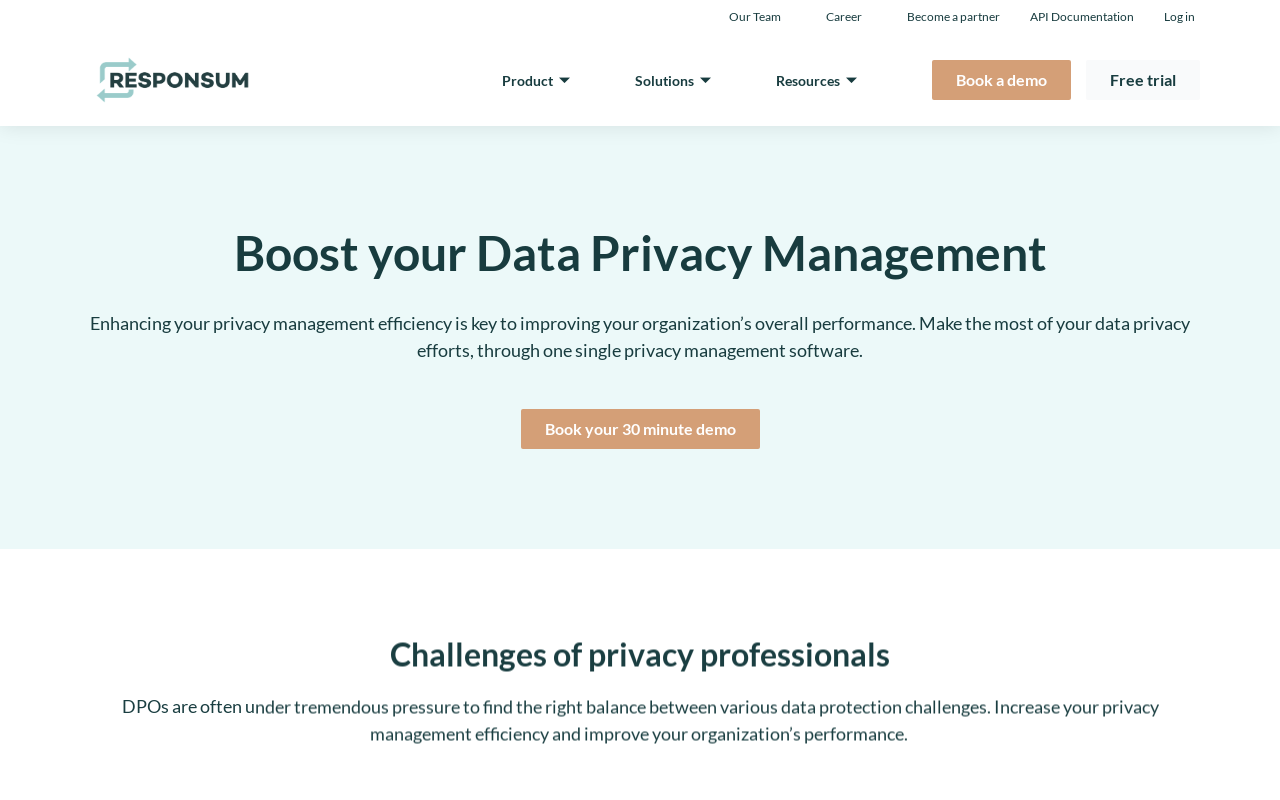 Our Team Career Become a partner API Documentation Log in
RESPONSUM Product Solutions Resources Book a demo Free trial
Boost your Data Privacy Management
Enhancing your privacy management efficiency is key to improving your organization’s overall performance. Make the most of your data privacy
efforts, through one single privacy management software.
Book your 30 minute demo
Challenges of privacy professionals
DPOs are often under tremendous pressure to find the right balance between various data protection challenges. Increase your privacy
management efficiency and improve your organization’s performance.